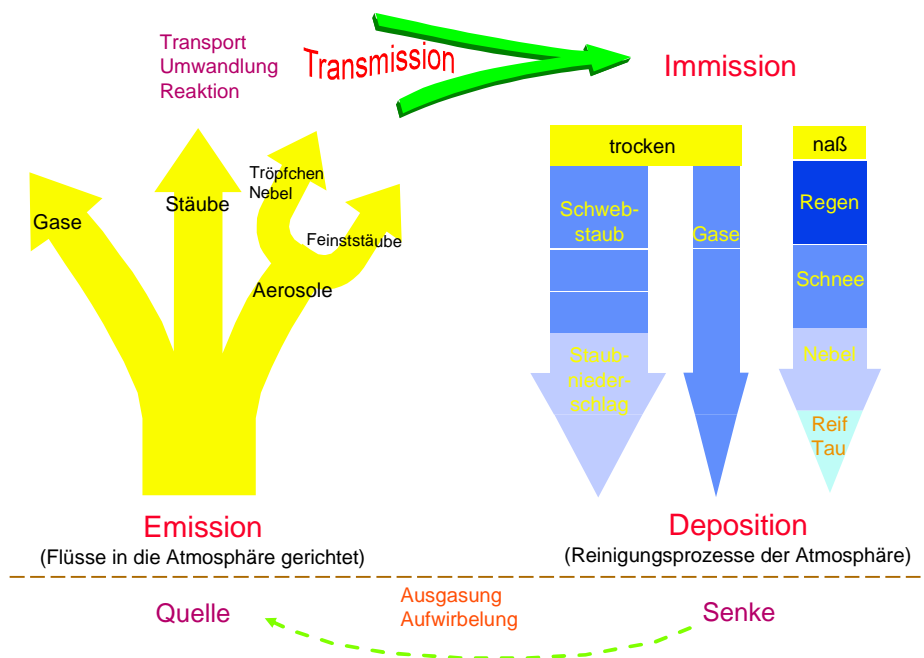 Transport
Umwandlung
Reaktion
Transmission
Immission
Gase
Stäube
Tröpfchen
Nebel
Feinststäube
Aerosole
trocken
naß
Schweb-
staub
Gase
Regen
Schnee
Staub-
nieder-
schlag
Nebel
Reif
Tau
Emission
(Flüsse in die Atmosphäre gerichtet)
Deposition
(Reinigungsprozesse der Atmosphäre)
Quelle
Ausgasung
Aufwirbelung
Senke